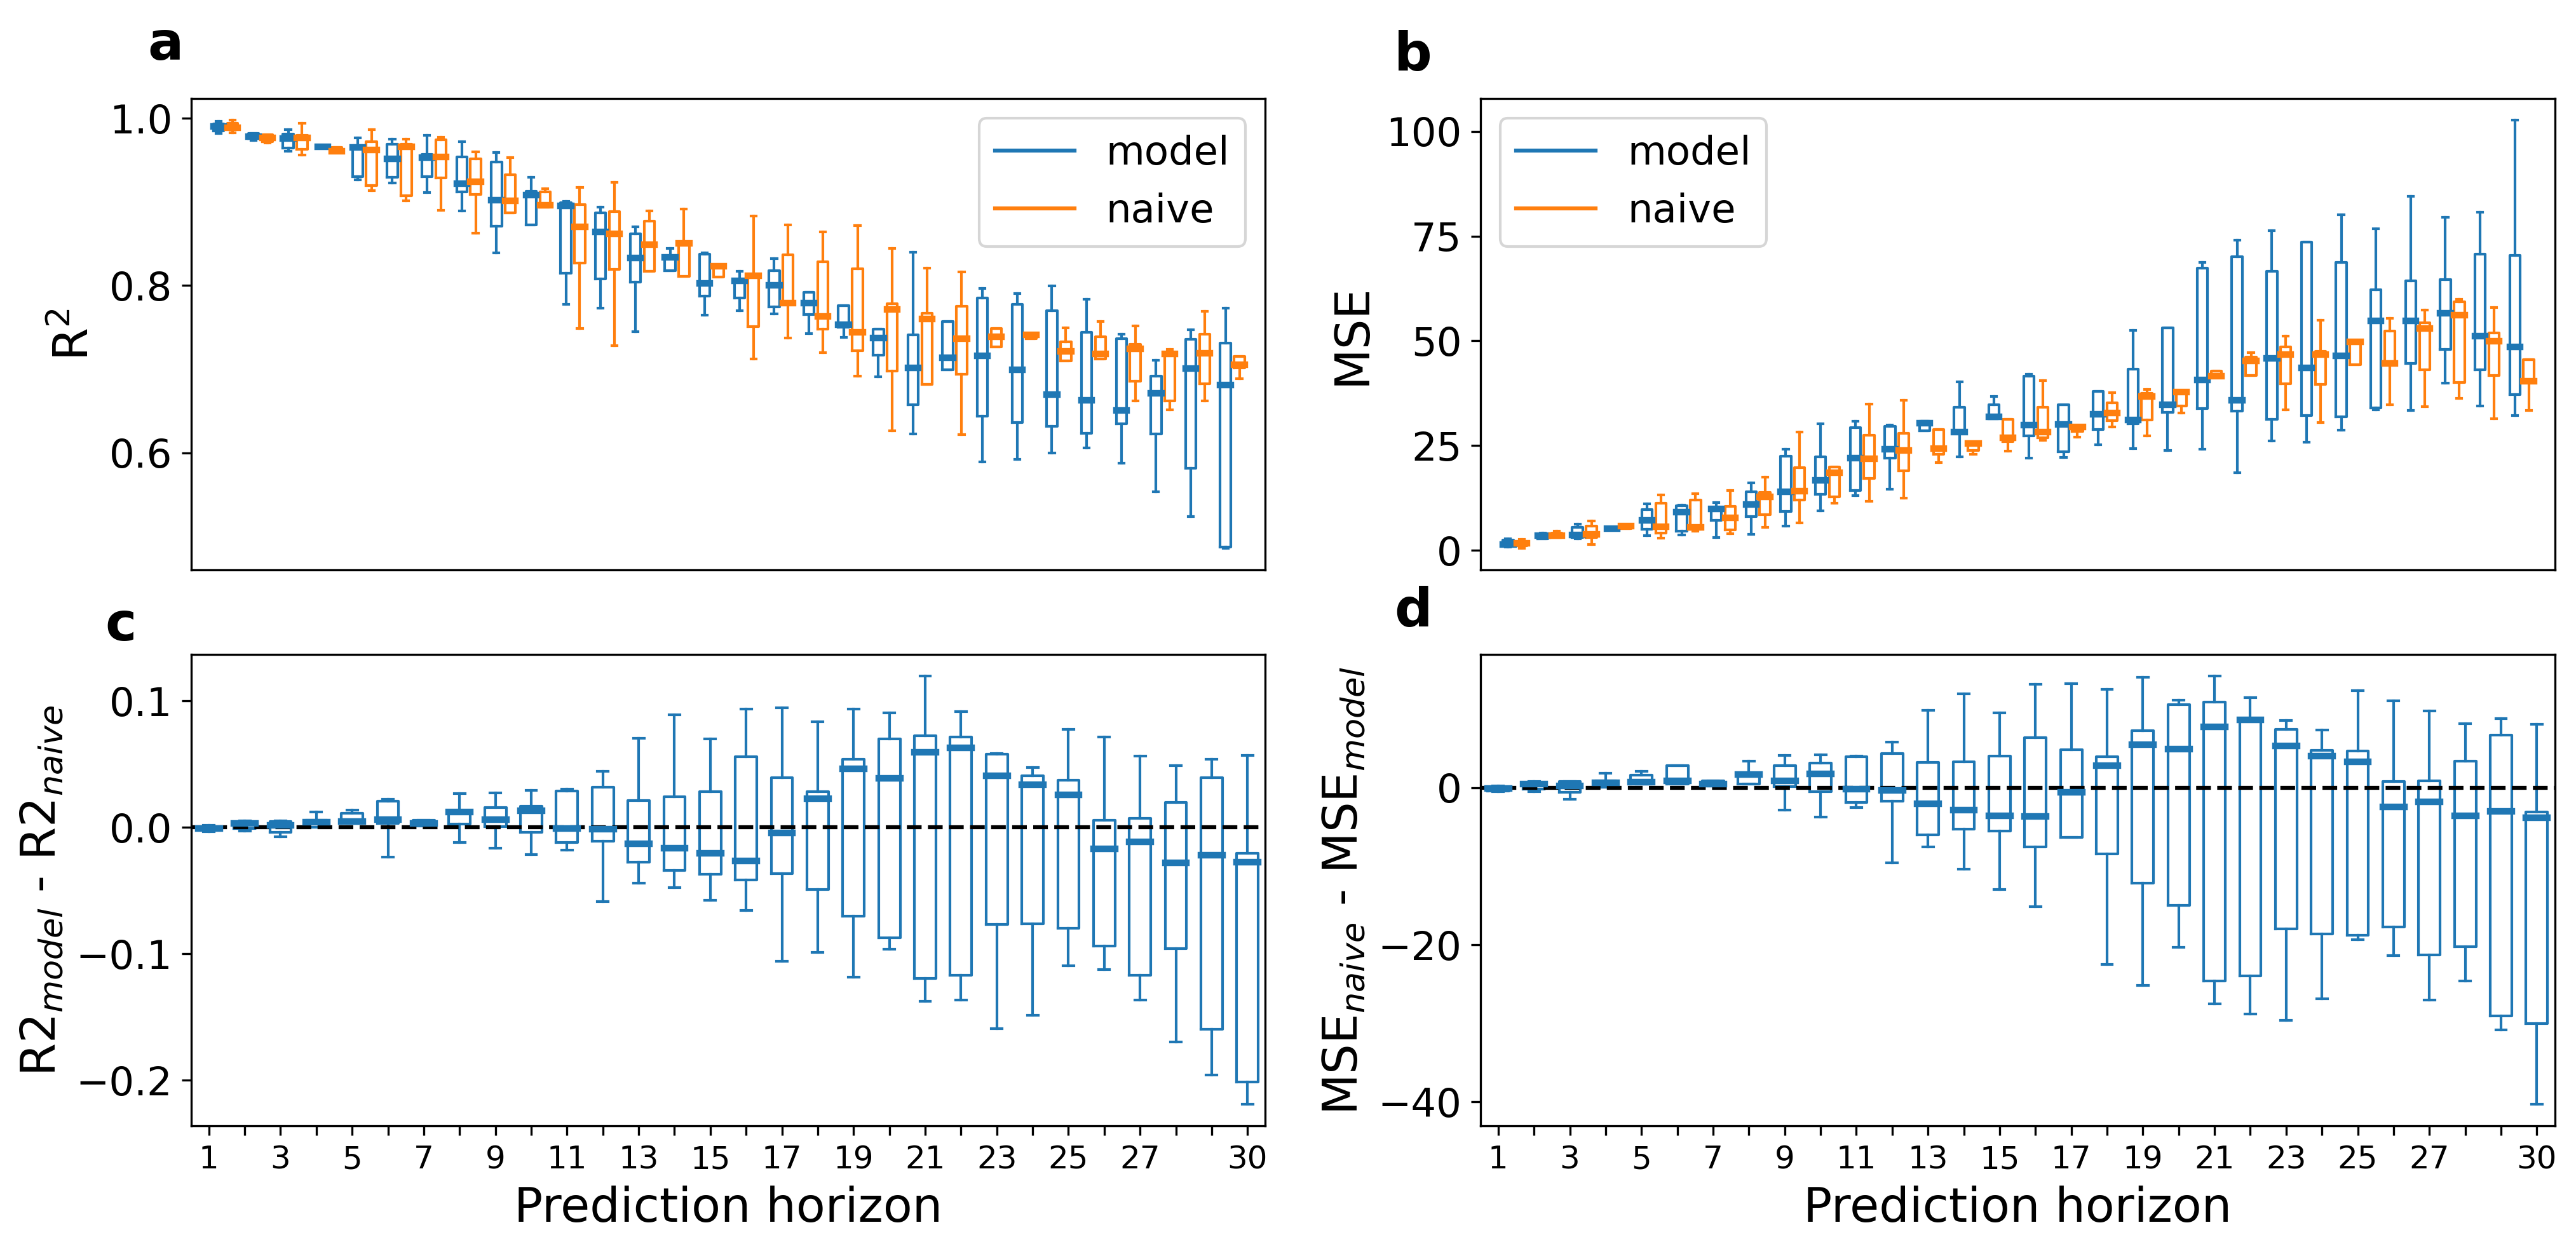 a
1.0
0.8
0.6
R²
model
naive
b
100
75
50
25
0
MSE
model
naive
c
0.1
0.0
−0.1
−0.2
R2model - R2naive
1 3 5 7 9 11 13 15 17 19 21 23 25 27 30
Prediction horizon
d
0
−20
−40
MSEnaive - MSEmodel
1 3 5 7 9 11 13 15 17 19 21 23 25 27 30
Prediction horizon